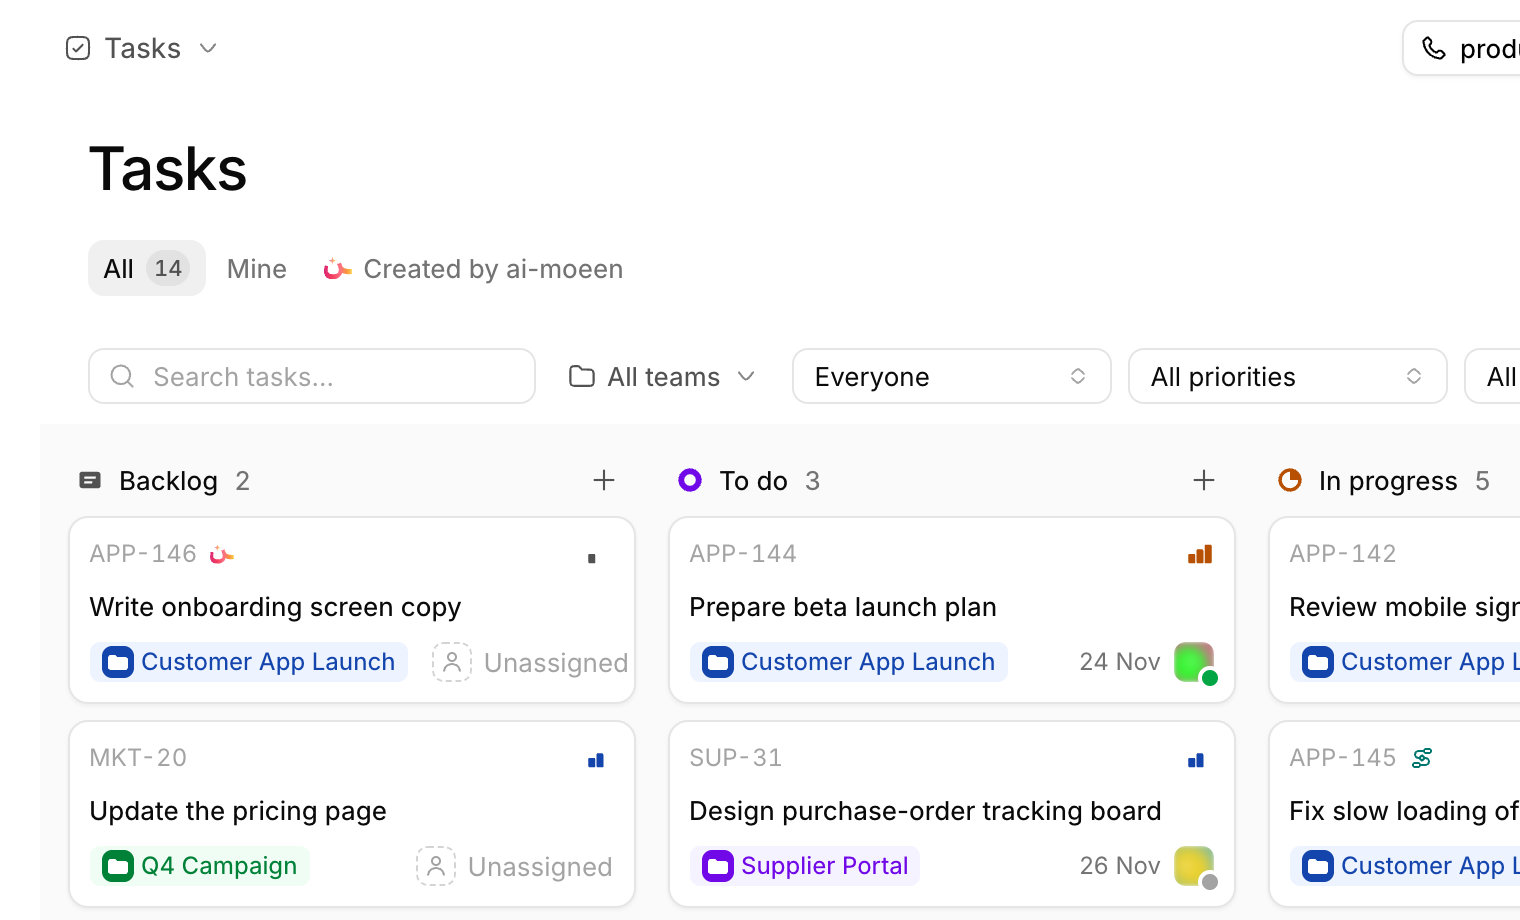 Tasks
produ
Tasks
All 14 Mine Created by ai-moeen
Search tasks... All teams Everyone All priorities All
Backlog 2
APP-146
Write onboarding screen copy
Customer App Launch Unassigned
MKT-20
Update the pricing page
Q4 Campaign Unassigned
To do 3
APP-144
Prepare beta launch plan
Customer App Launch 24 Nov
SUP-31
Design purchase-order tracking board
Supplier Portal 26 Nov
In progress 5
APP-142
Review mobile sign
Customer App L
APP-145
Fix slow loading of
Customer App L